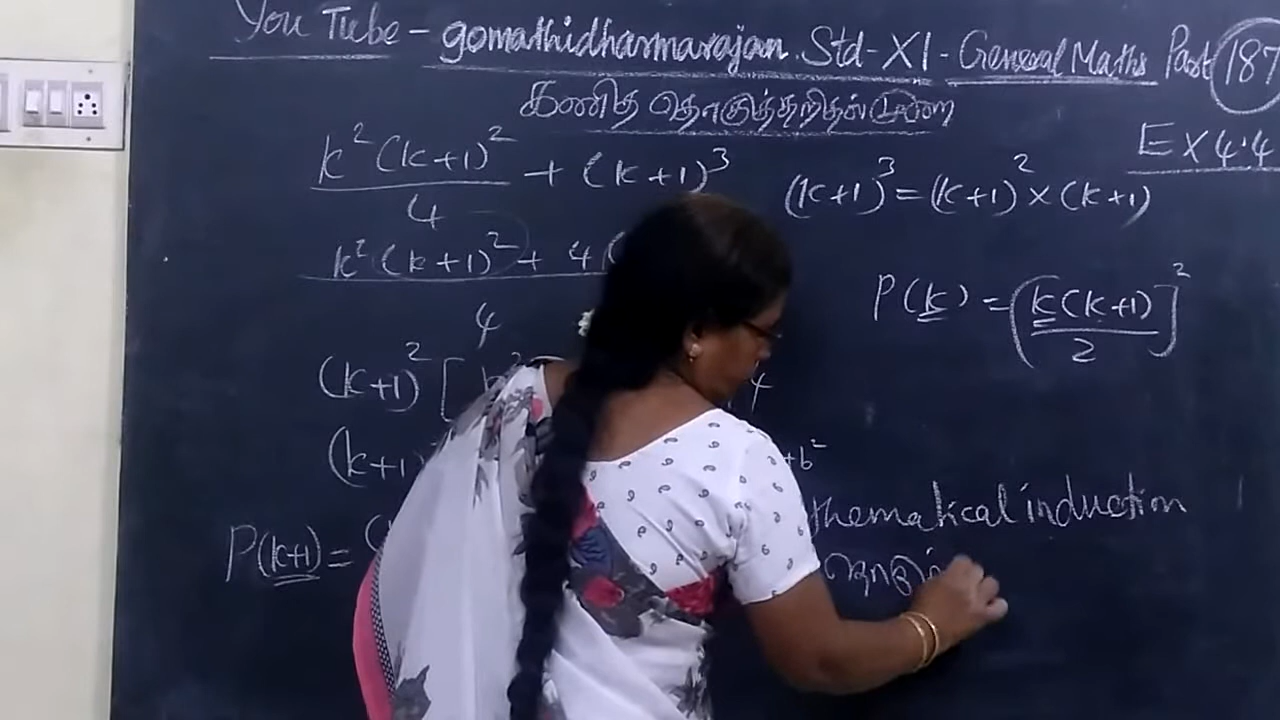 You Tube - gomathidharmarajan. Std-XI - General Maths Part 187
கணித தொகுத்தறிதல் முறை
EX 4.4
k²(k+1)²/4 + (k+1)³
(k+1)³ = (k+1)² × (k+1)
k²(k+1)² + 4
4
P(k) = [k(k+1)/2]²
(k+1)² [k² 4
(k+1) +b²
thematical induction
P(k+1) = (